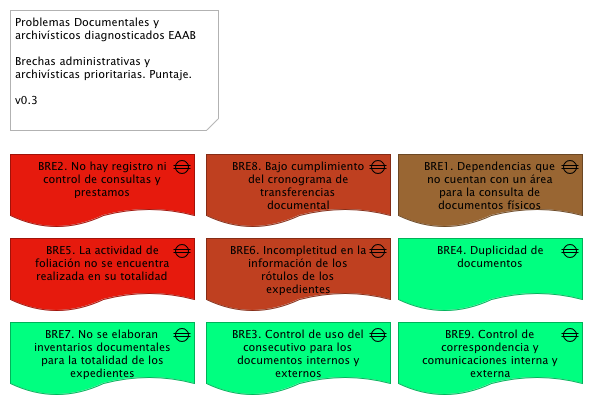 Problemas Documentales y
archivísticos diagnosticados EAAB
Brechas administrativas y
archivísticas prioritarias. Puntaje.
v0.3
BRE2. No hay registro ni
control de consultas y
prestamos
BRE8. Bajo cumplimiento
del cronograma de
transferencias
documental
BRE1. Dependencias que
no cuentan con un área
para la consulta de
documentos físicos
BRE5. La actividad de
foliación no se encuentra
realizada en su totalidad
BRE6. Incompletitud en la
información de los
rótulos de los
expedientes
BRE4. Duplicidad de
documentos
BRE7. No se elaboran
inventarios documentales
para la totalidad de los
expedientes
BRE3. Control de uso del
consecutivo para los
documentos internos y
externos
BRE9. Control de
correspondencia y
comunicaciones interna y
externa